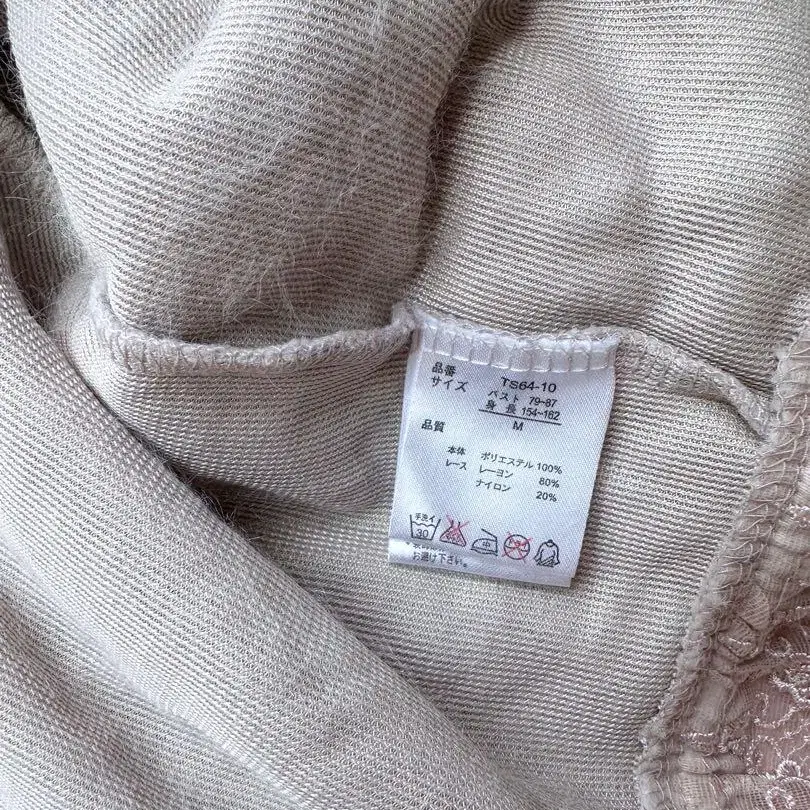 品番 TS64-10
サイズ バスト 79~87
身長 154~162
M
品質
本体 ポリエステル 100%
レース レーヨン 80%
ナイロン 20%
手洗イ
30
お避け下さい。